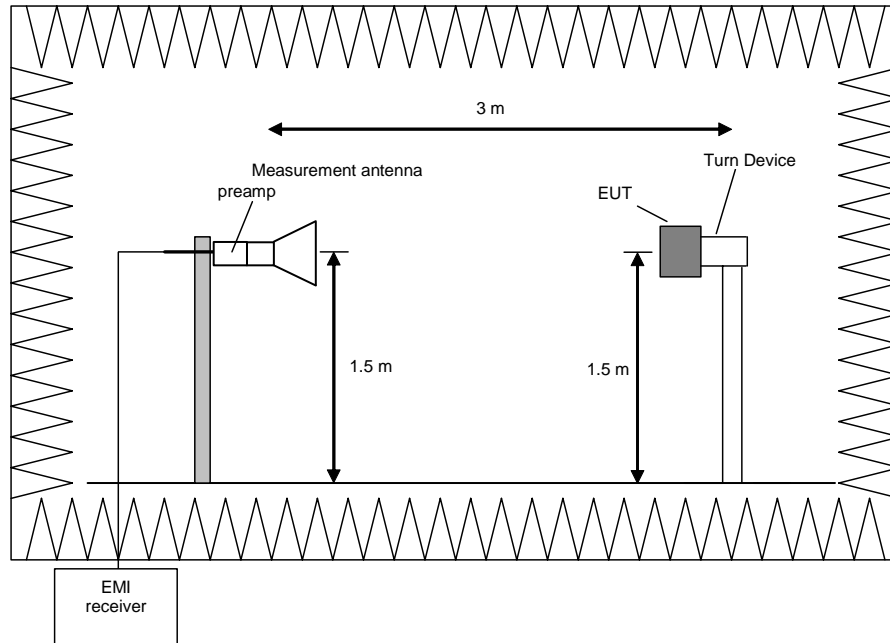 3 m
Measurement antenna
preamp
Turn Device
EUT
1.5 m
1.5 m
EMI
receiver